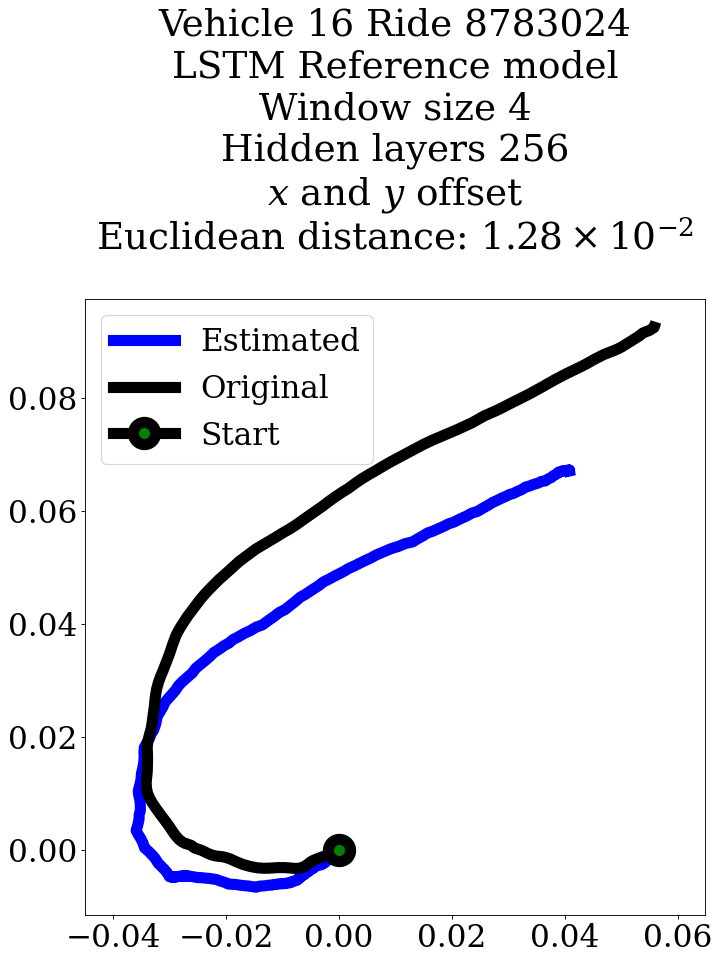 Vehicle 16 Ride 8783024
LSTM Reference model
Window size 4
Hidden layers 256
x and y offset
Euclidean distance: 1.28 × 10⁻²
Estimated
Original
Start
0.08
0.06
0.04
0.02
0.00
−0.04 −0.02 0.00 0.02 0.04 0.06